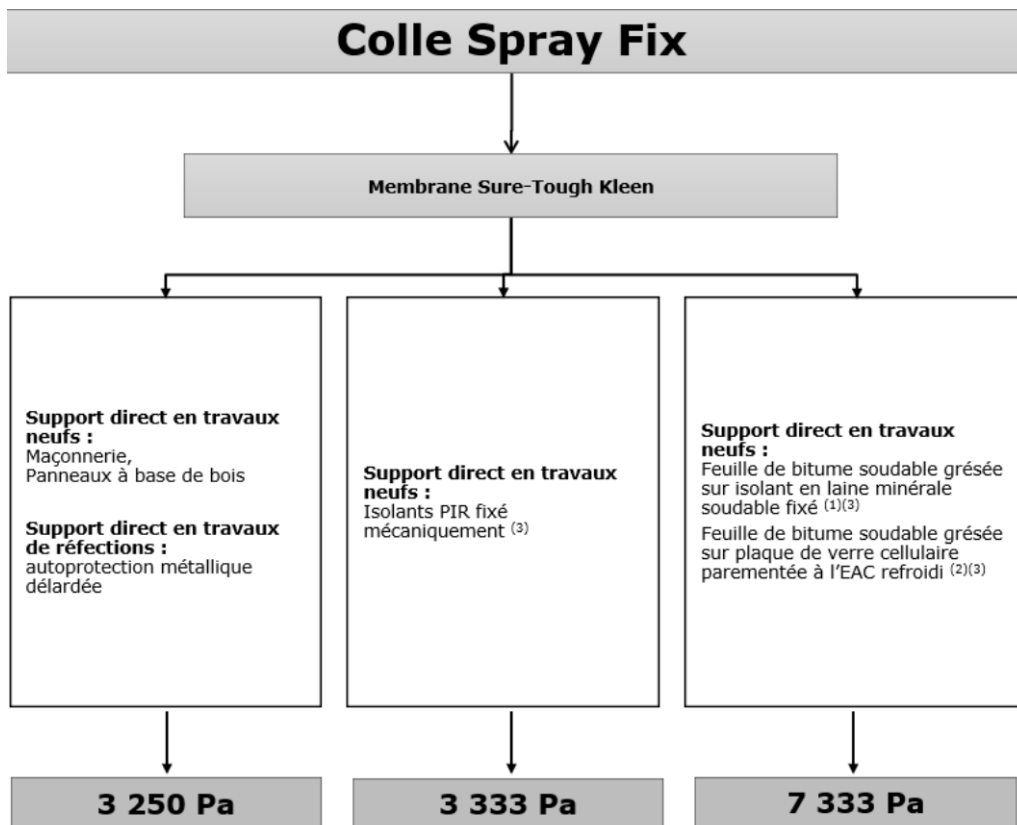 Colle Spray Fix
Membrane Sure-Tough Kleen
Support direct en travaux
neufs :
Maçonnerie,
Panneaux à base de bois
Support direct en travaux
de réfections :
autoprotection métallique
délardée
Support direct en travaux
neufs :
Isolants PIR fixé
mécaniquement (3)
Support direct en travaux
neufs :
Feuille de bitume soudable grésée
sur isolant en laine minérale
soudable fixé (1)(3)
Feuille de bitume soudable grésée
sur plaque de verre cellulaire
parementée à l'EAC refroidi (2)(3)
3 250 Pa
3 333 Pa
7 333 Pa